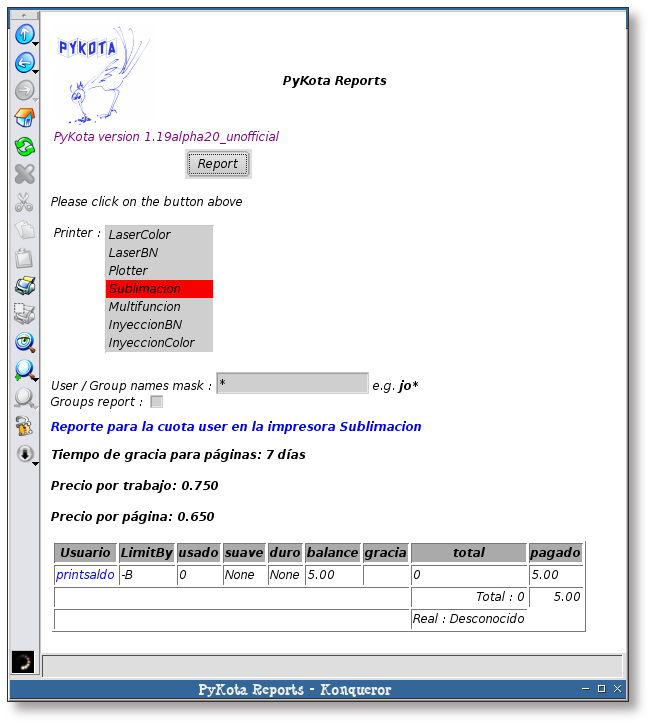 PYKOTA
PyKota Reports
PyKota version 1.19alpha20_unofficial
Report
Please click on the button above
Printer :
LaserColor
LaserBN
Plotter
Sublimacion
Multifuncion
InyeccionBN
InyeccionColor
User / Group names mask : * e.g. jo*
Groups report :
Reporte para la cuota user en la impresora Sublimacion
Tiempo de gracia para páginas: 7 días
Precio por trabajo: 0.750
Precio por página: 0.650
Usuario LimitBy usado suave duro balance gracia total pagado
printsaldo -B 0 None None 5.00 0 5.00
Total : 0 5.00
Real : Desconocido
PyKota Reports - Konqueror